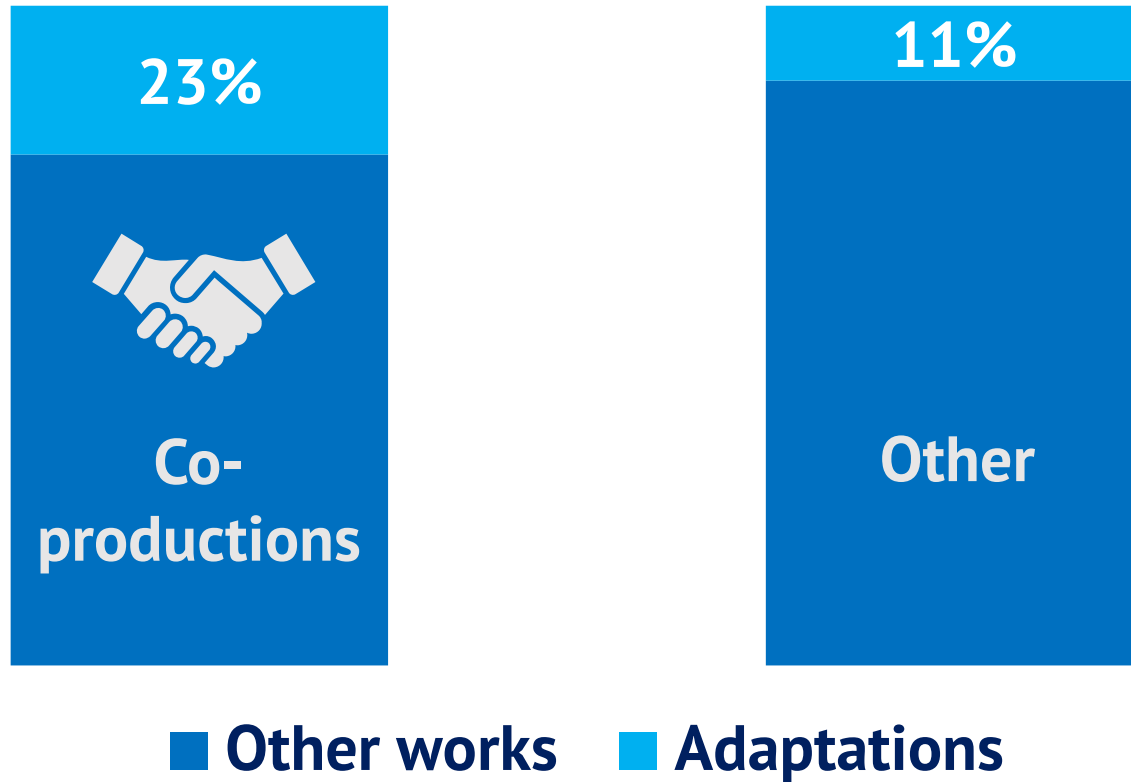 23%
11%
Co-
productions
Other
Other works
Adaptations